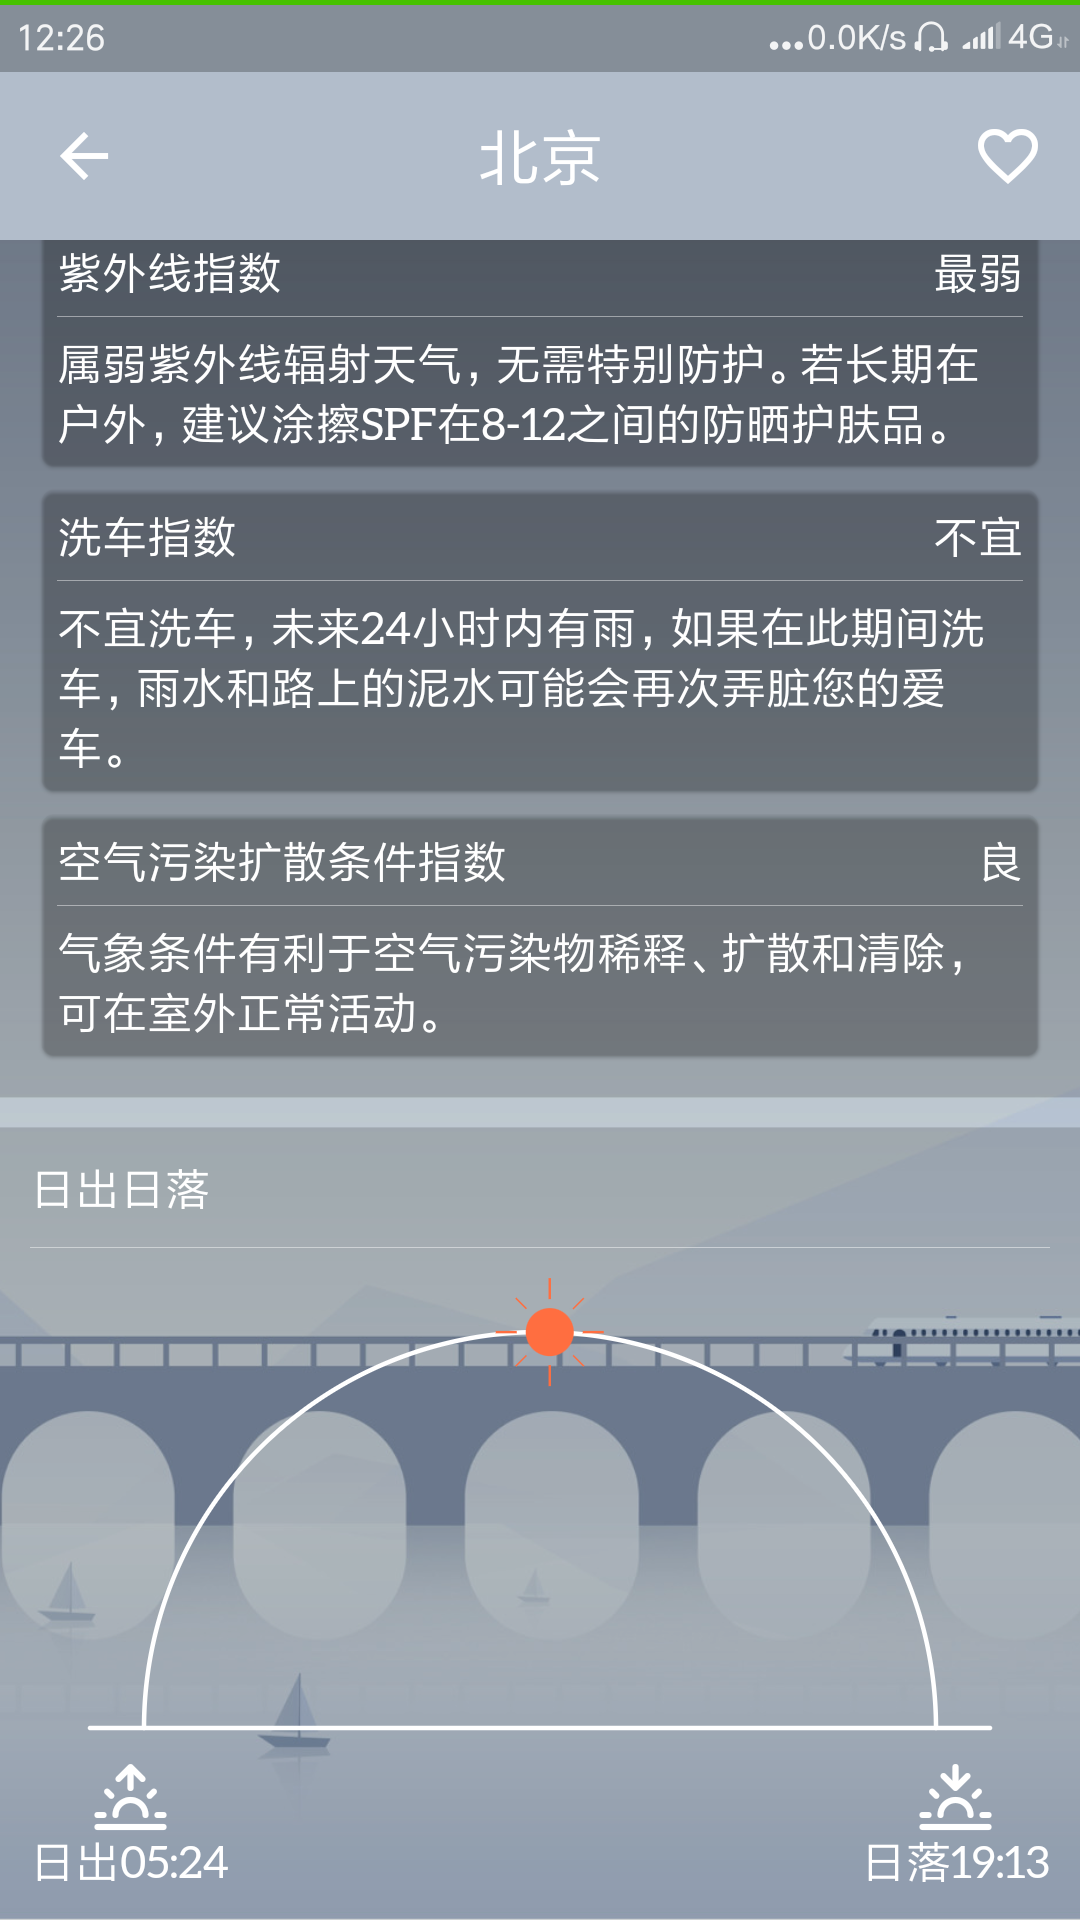 12:26
...0.0K/s 4G
北京
紫外线指数 最弱
属弱紫外线辐射天气，无需特别防护。若长期在
户外，建议涂擦SPF在8-12之间的防晒护肤品。
洗车指数 不宜
不宜洗车，未来24小时内有雨，如果在此期间洗
车，雨水和路上的泥水可能会再次弄脏您的爱
车。
空气污染扩散条件指数 良
气象条件有利于空气污染物稀释、扩散和清除，
可在室外正常活动。
日出日落
日出05:24 日落19:13